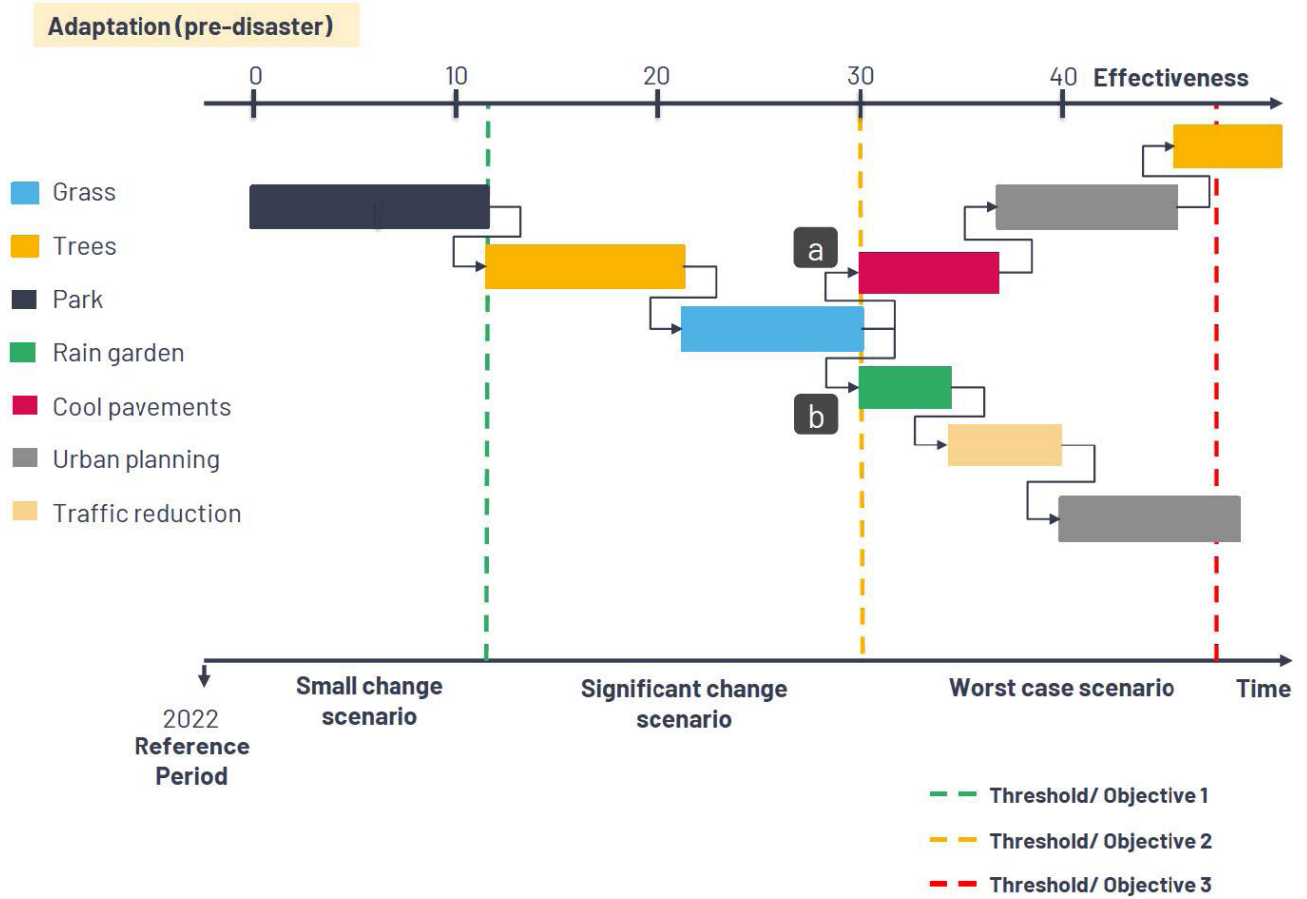 Adaptation (pre-disaster)
0 10 20 30 40 Effectiveness
Grass
Trees
Park
Rain garden
Cool pavements
Urban planning
Traffic reduction
a
b
Small change
scenario
Significant change
scenario
Worst case scenario
Time
2022
Reference
Period
Threshold/ Objective 1
Threshold/ Objective 2
Threshold/ Objective 3